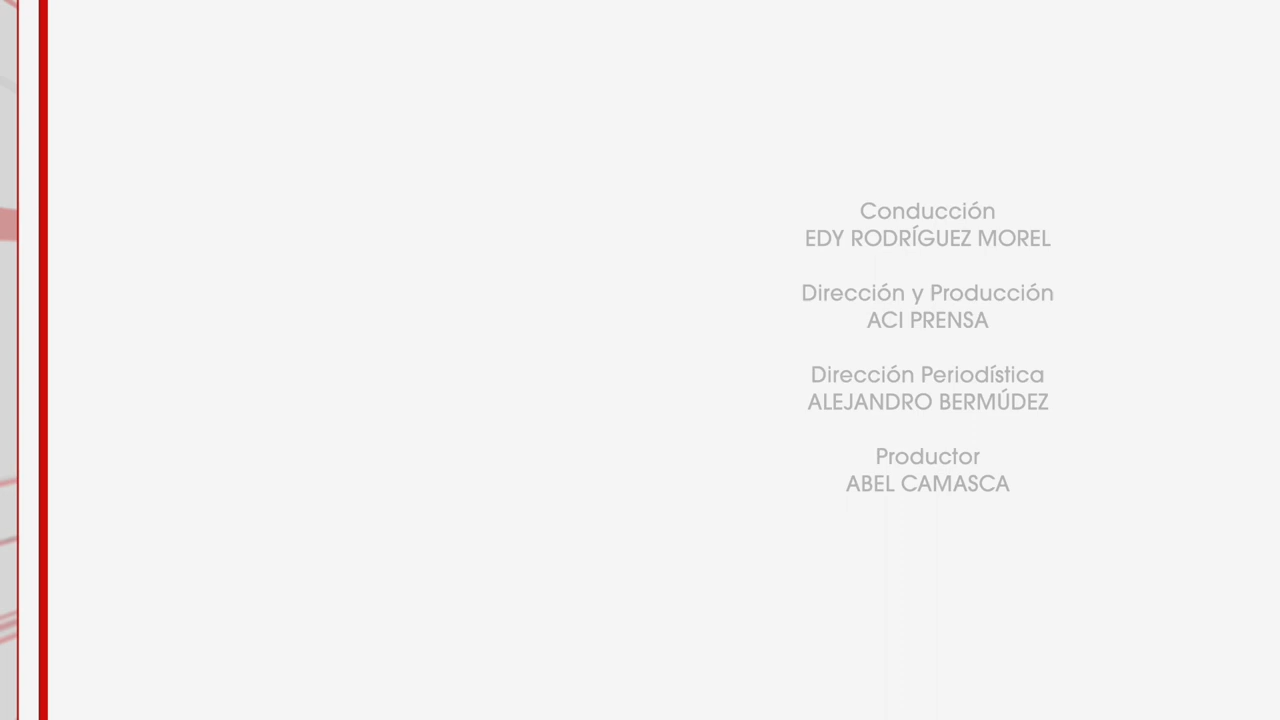 Conducción
EDY RODRÍGUEZ MOREL
Dirección y Producción
ACI PRENSA
Dirección Periodística
ALEJANDRO BERMÚDEZ
Productor
ABEL CAMASCA